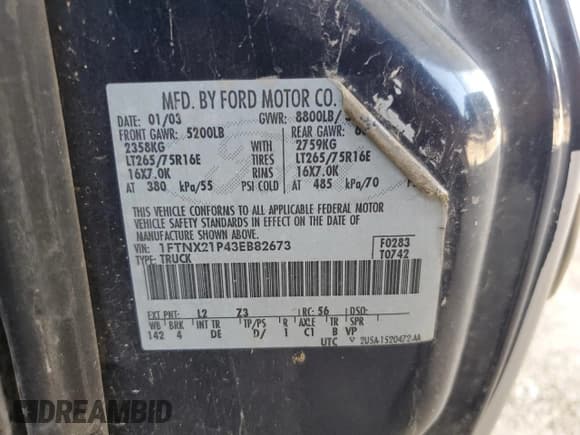 MFD. BY FORD MOTOR CO.
DATE: 01/03 GVWR: 8800LB/
FRONT GAWR: 5200LB REAR GAWR:
2358KG WITH 2759KG
LT265/75R16E TIRES LT265/75R16E
16X7.0K RIMS 16X7.0K
AT 380 kPa/55 PSI COLD AT 485 kPa/70
THIS VEHICLE CONFORMS TO ALL APPLICABLE FEDERAL MOTOR
VEHICLE SAFETY STANDARDS IN EFFECT ON THE DATE OF
MANUFACTURE SHOWN ABOVE.
VIN: 1FTNX21P43EB82673 F0283
TYPE: TRUCK T0742
EXT PNT: L2 Z3 RC: 56 DSO:
WB BRK INT TR TP/PS R AXLE TR SPR
142 4 DE D/ 1 C1 B VP
UTC 2USA-1520472 AA
DREAMBID